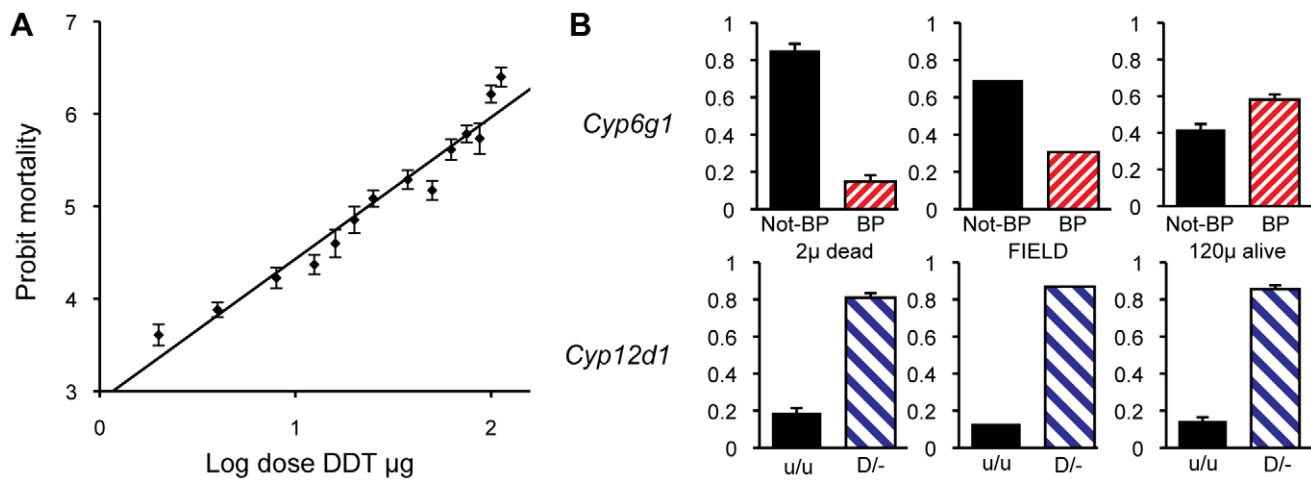 A
7
6
5
4
3
Probit mortality
0
1
2
Log dose DDT µg
B
Cyp6g1
1
0.8
0.6
0.4
0.2
0
Not-BP BP
2µ dead
1
0.8
0.6
0.4
0.2
0
Not-BP BP
FIELD
1
0.8
0.6
0.4
0.2
0
Not-BP BP
120µ alive
Cyp12d1
1
0.8
0.6
0.4
0.2
0
u/u D/-
1
0.8
0.6
0.4
0.2
0
u/u D/-
1
0.8
0.6
0.4
0.2
0
u/u D/-